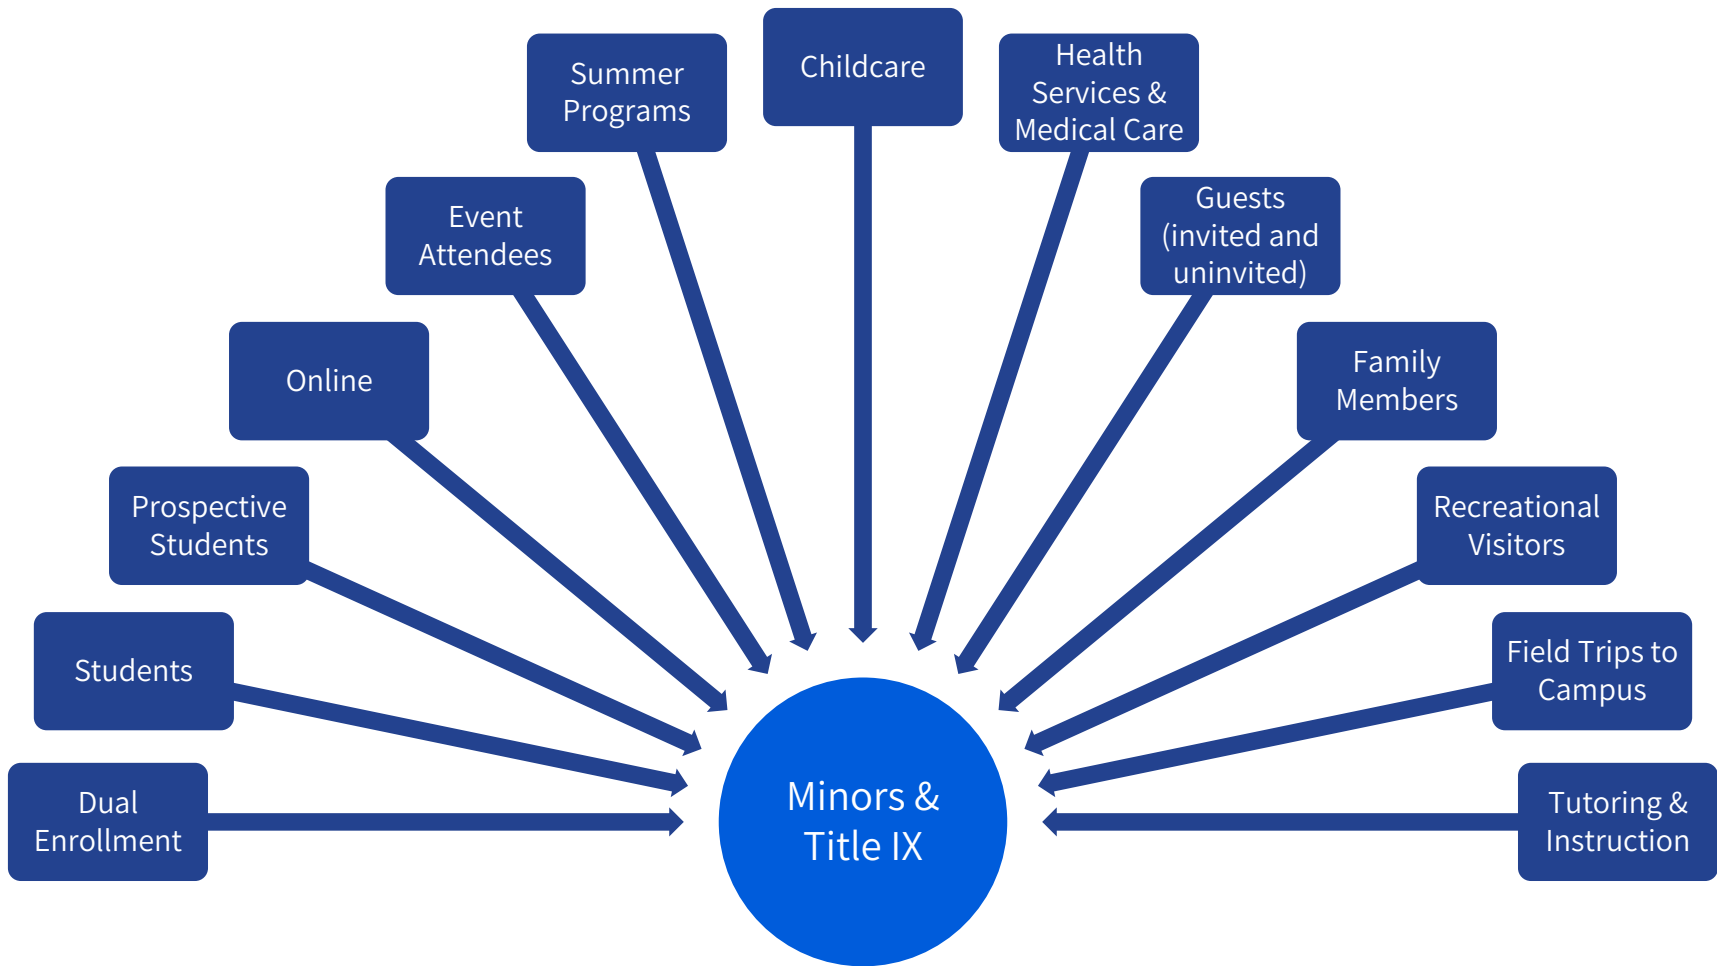 Childcare
Summer
Programs
Health
Services &
Medical Care
Event
Attendees
Guests
(invited and
uninvited)
Online
Family
Members
Prospective
Students
Recreational
Visitors
Students
Field Trips to
Campus
Dual
Enrollment
Minors &
Title IX
Tutoring &
Instruction